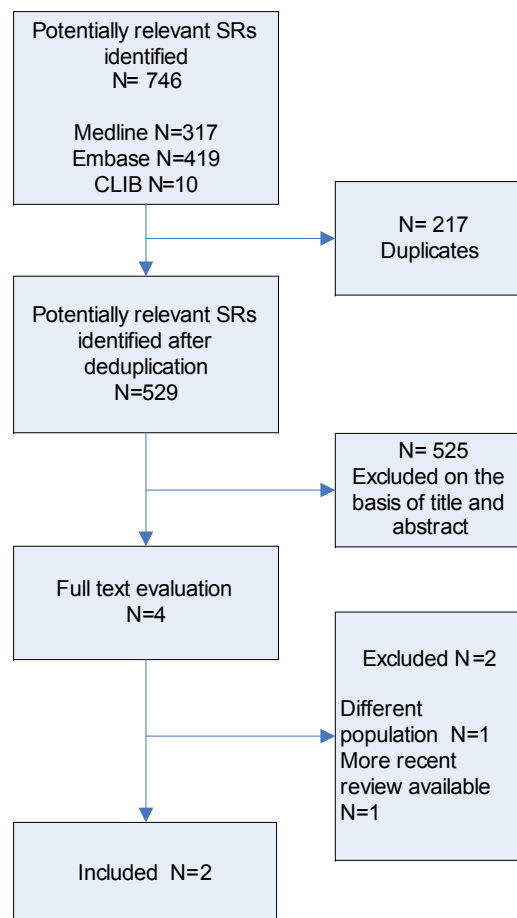 Potentially relevant SRs
identified
N= 746
Medline N=317
Embase N=419
CLIB N=10
N= 217
Duplicates
Potentially relevant SRs
identified after
deduplication
N=529
N= 525
Excluded on the
basis of title and
abstract
Full text evaluation
N=4
Excluded N=2
Different
population N=1
More recent
review available
N=1
Included N=2